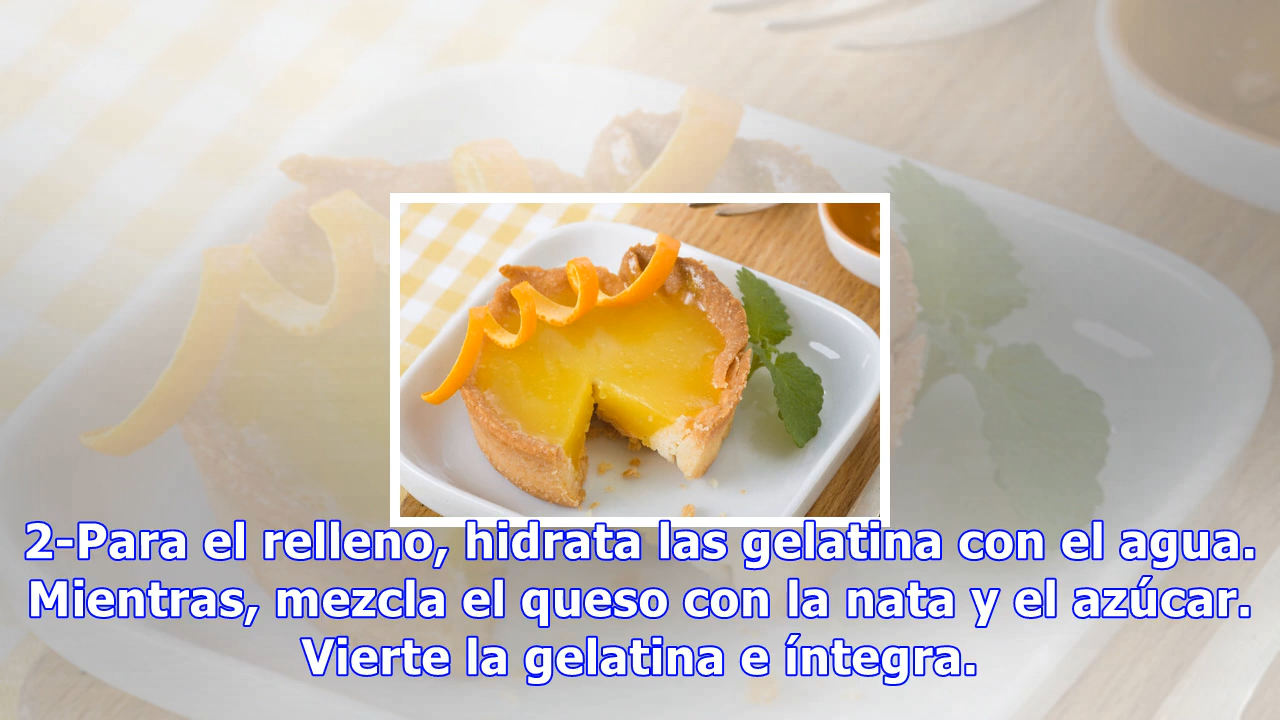 2-Para el relleno, hidrata las gelatina con el agua.
Mientras, mezcla el queso con la nata y el azúcar.
Vierte la gelatina e íntegra.